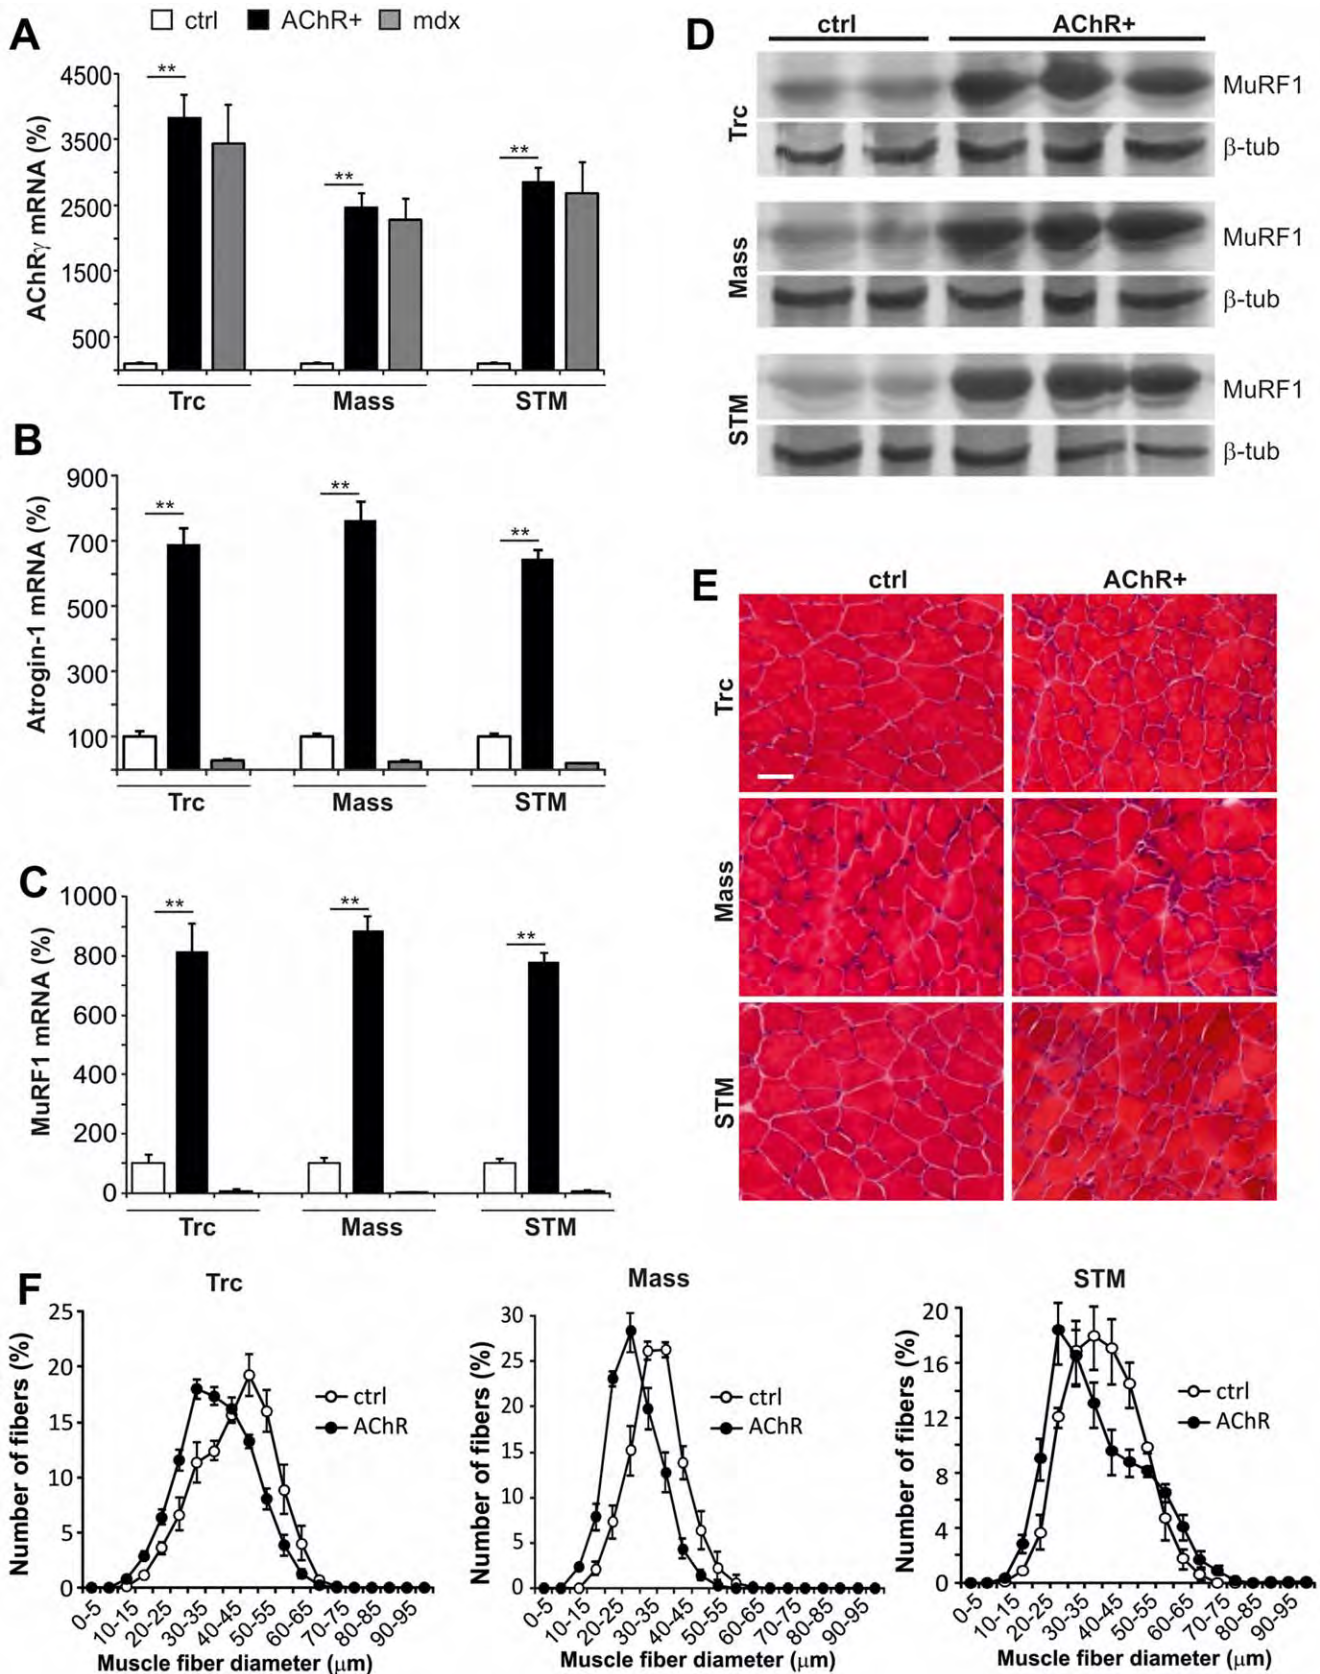 A
ctrl AChR+ mdx
AChRγ mRNA (%)
4500
3500
2500
1500
500
** ** **
Trc Mass STM
B
Atrogin-1 mRNA (%)
900
700
500
300
100
** ** **
Trc Mass STM
C
MuRF1 mRNA (%)
1000
800
600
400
200
0
** ** **
Trc Mass STM
D
ctrl AChR+
Trc
MuRF1
β-tub
Mass
MuRF1
β-tub
STM
MuRF1
β-tub
E
ctrl AChR+
Trc
Mass
STM
F
Trc
Number of fibers (%)
25
20
15
10
5
0
ctrl
AChR
0-5 10-15 20-25 30-35 40-45 50-55 60-65 70-75 80-85 90-95
Muscle fiber diameter (μm)
Mass
Number of fibers (%)
30
25
20
15
10
5
0
ctrl
AChR
0-5 10-15 20-25 30-35 40-45 50-55 60-65 70-75 80-85 90-95
Muscle fiber diameter (μm)
STM
Number of fibers (%)
20
16
12
8
4
0
ctrl
AChR
0-5 10-15 20-25 30-35 40-45 50-55 60-65 70-75 80-85 90-95
Muscle fiber diameter (μm)